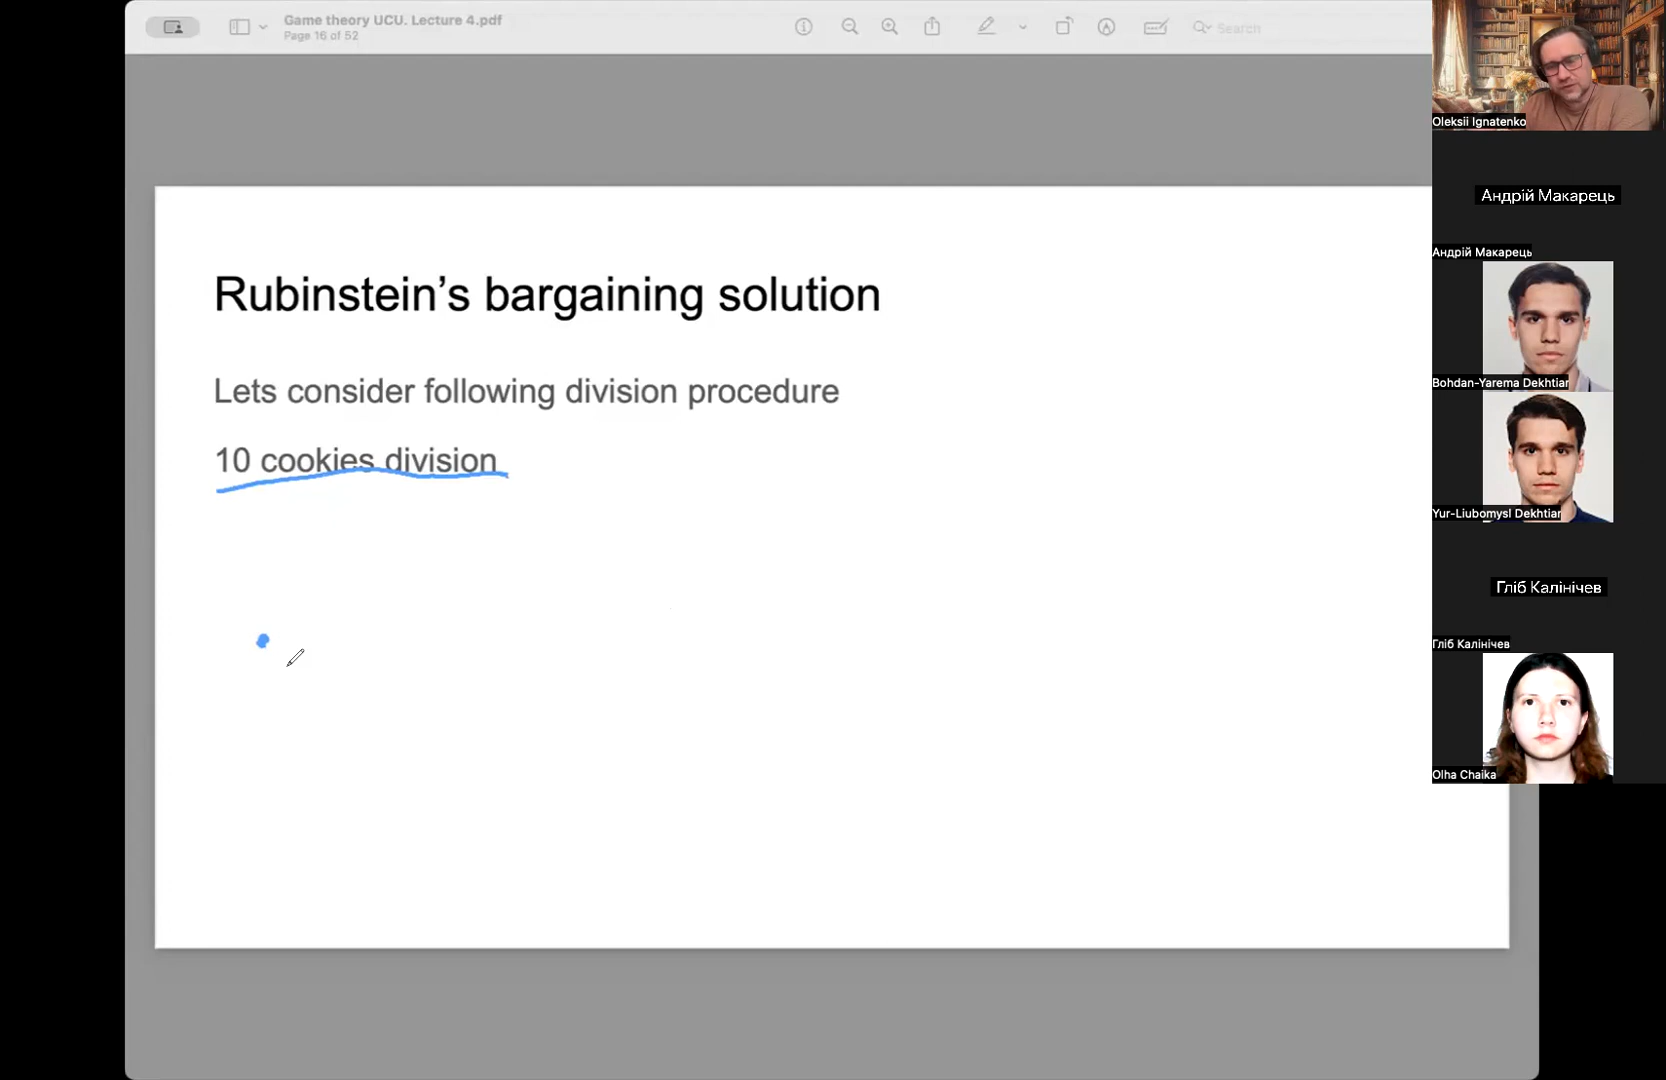 Game theory UCU. Lecture 4.pdf
Page 16 of 52
Search
Rubinstein’s bargaining solution
Lets consider following division procedure
10 cookies division
Oleksii Ignatenko
Андрій Макарець
Андрій Макарець
Bohdan-Yarema Dekhtiar
Yur-Liubomysl Dekhtiar
Гліб Калінічев
Гліб Калінічев
Olha Chaika